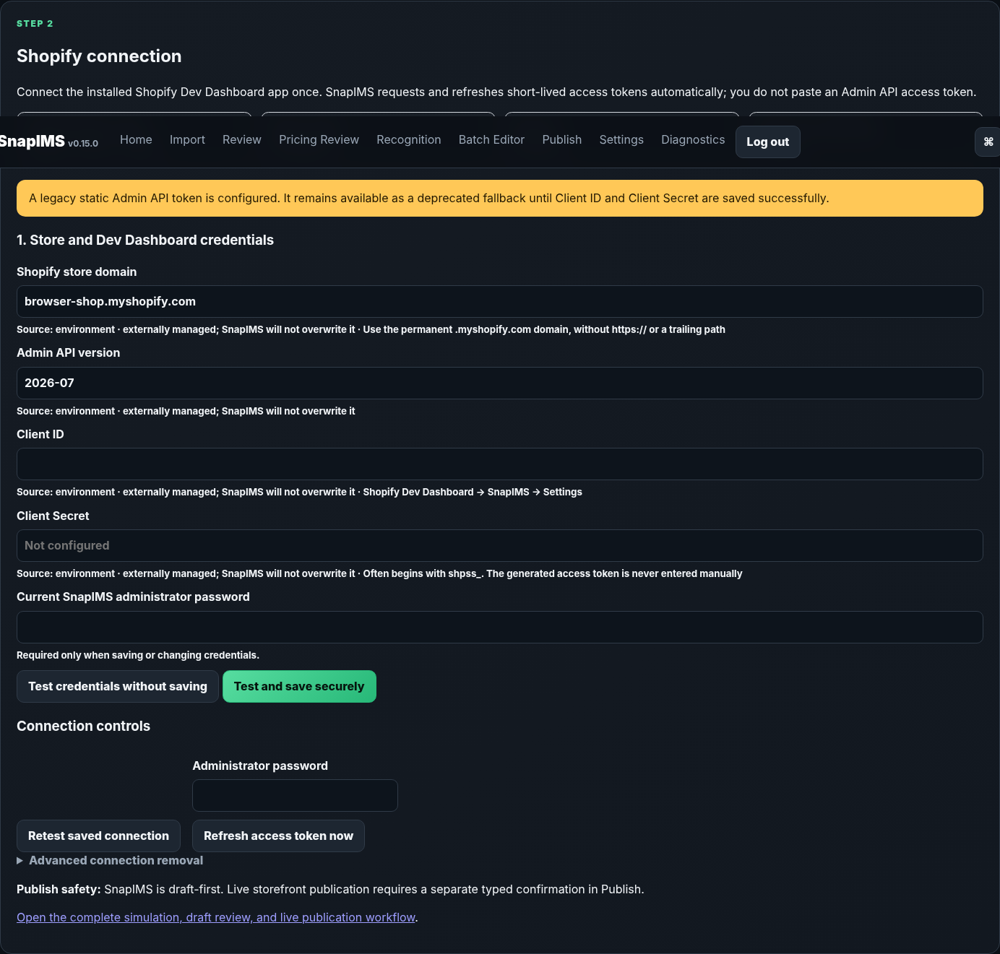 STEP 2
Shopify connection
Connect the installed Shopify Dev Dashboard app once. SnapIMS requests and refreshes short-lived access tokens automatically; you do not paste an Admin API access token.
SnapIMS v0.15.0 Home Import Review Pricing Review Recognition Batch Editor Publish Settings Diagnostics Log out ⌘
A legacy static Admin API token is configured. It remains available as a deprecated fallback until Client ID and Client Secret are saved successfully.
1. Store and Dev Dashboard credentials
Shopify store domain
browser-shop.myshopify.com
Source: environment · externally managed; SnapIMS will not overwrite it · Use the permanent .myshopify.com domain, without https:// or a trailing path
Admin API version
2026-07
Source: environment · externally managed; SnapIMS will not overwrite it
Client ID
Source: environment · externally managed; SnapIMS will not overwrite it · Shopify Dev Dashboard → SnapIMS → Settings
Client Secret
Not configured
Source: environment · externally managed; SnapIMS will not overwrite it · Often begins with shpss_. The generated access token is never entered manually
Current SnapIMS administrator password
Required only when saving or changing credentials.
Test credentials without saving Test and save securely
Connection controls
Administrator password
Retest saved connection Refresh access token now
Advanced connection removal
Publish safety: SnapIMS is draft-first. Live storefront publication requires a separate typed confirmation in Publish.
Open the complete simulation, draft review, and live publication workflow.